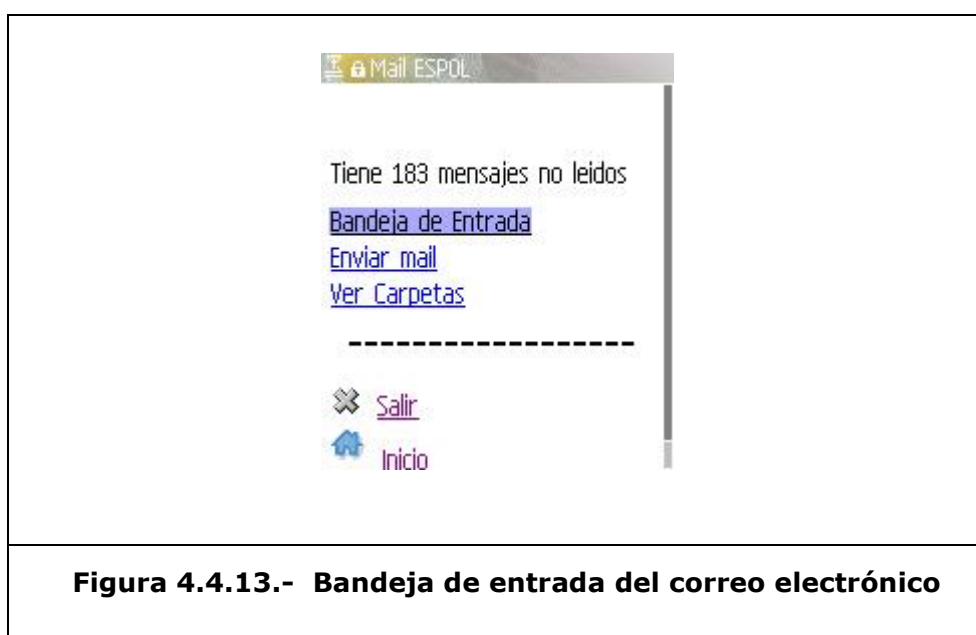 Mail ESPOL
Tiene 183 mensajes no leidos
Bandeja de Entrada
Enviar mail
Ver Carpetas
------------------
Salir
Inicio
Figura 4.4.13.- Bandeja de entrada del correo electrónico